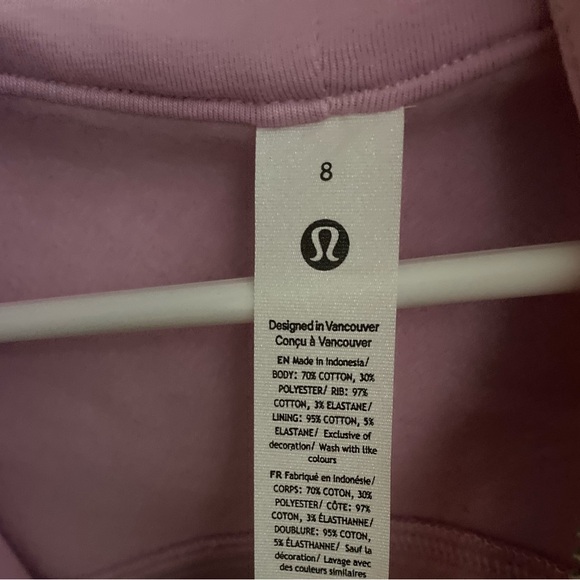 8
Designed in Vancouver
Conçu à Vancouver
EN Made in Indonesia/
BODY: 70% COTTON, 30%
POLYESTER/ RIB: 97%
COTTON, 3% ELASTANE/
LINING: 95% COTTON, 5%
ELASTANE/ Exclusive of
decoration/ Wash with like
colours
FR Fabriqué en Indonésie/
CORPS: 70% COTON, 30%
POLYESTER/ CÔTE: 97%
COTON, 3% ÉLASTHANNE/
DOUBLURE: 95% COTON,
5% ÉLASTHANNE/ Sauf la
décoration/ Lavage avec
des couleurs similaires